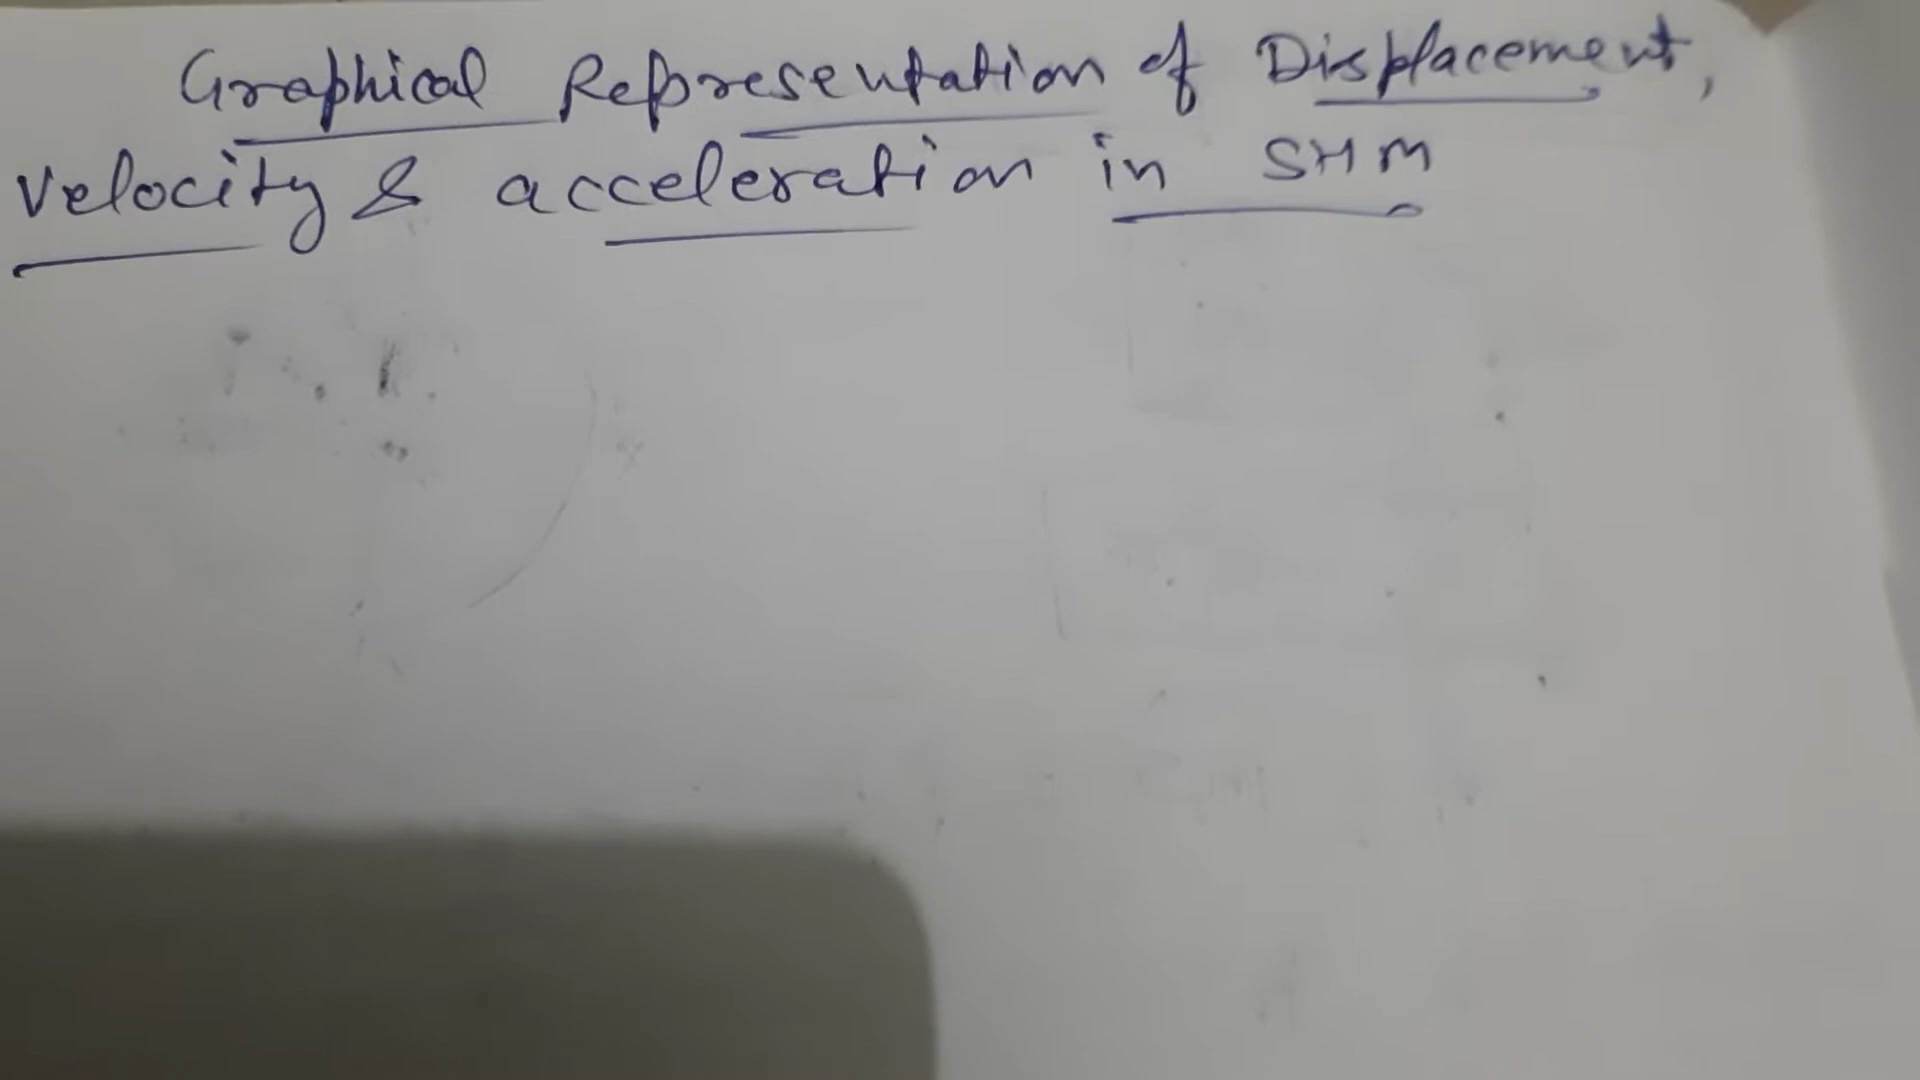 Graphical Representation of Displacement,
Velocity & acceleration in SHM